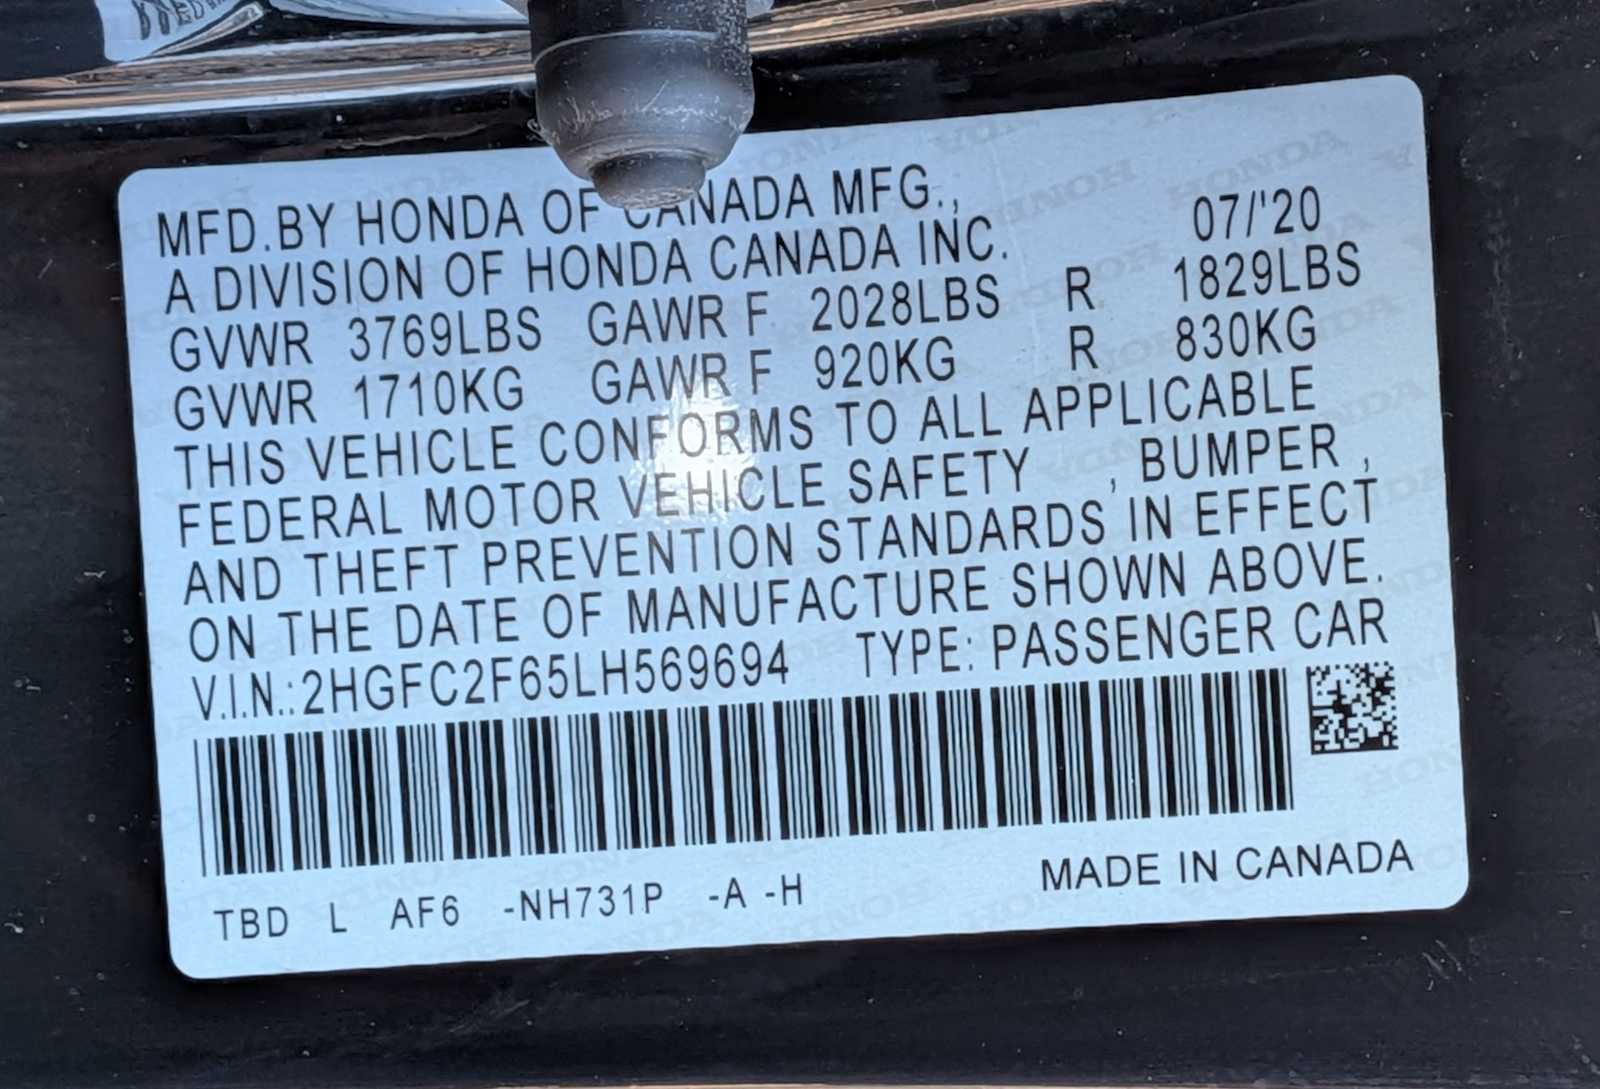 MFD.BY HONDA OF CANADA MFG.,
A DIVISION OF HONDA CANADA INC. 07/'20
GVWR 3769LBS GAWR F 2028LBS R 1829LBS
GVWR 1710KG GAWR F 920KG R 830KG
THIS VEHICLE CONFORMS TO ALL APPLICABLE
FEDERAL MOTOR VEHICLE SAFETY , BUMPER ,
AND THEFT PREVENTION STANDARDS IN EFFECT
ON THE DATE OF MANUFACTURE SHOWN ABOVE.
V.I.N.:2HGFC2F65LH569694 TYPE: PASSENGER CAR
TBD L AF6 -NH731P -A -H MADE IN CANADA